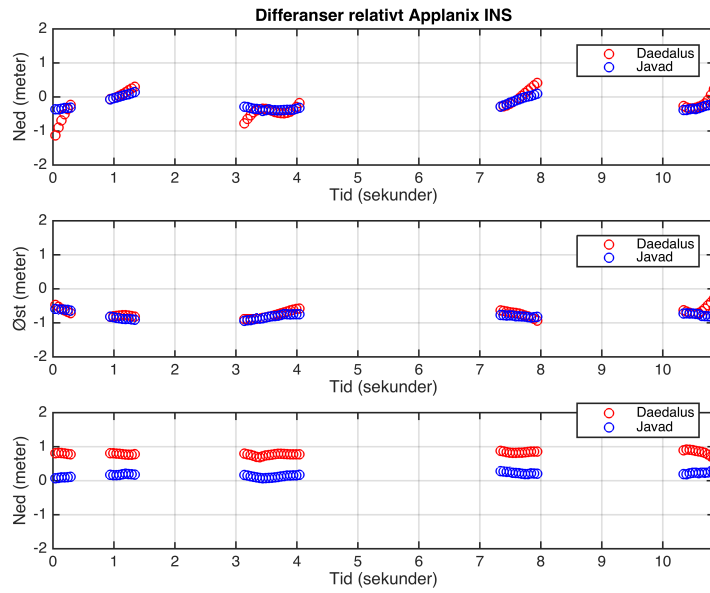 Differanser relativt Applanix INS
2
1
0
-1
-2
Ned (meter)
Daedalus
Javad
0 1 2 3 4 5 6 7 8 9 10
Tid (sekunder)
2
1
0
-1
-2
Øst (meter)
Daedalus
Javad
0 1 2 3 4 5 6 7 8 9 10
Tid (sekunder)
2
1
0
-1
-2
Ned (meter)
Daedalus
Javad
0 1 2 3 4 5 6 7 8 9 10
Tid (sekunder)